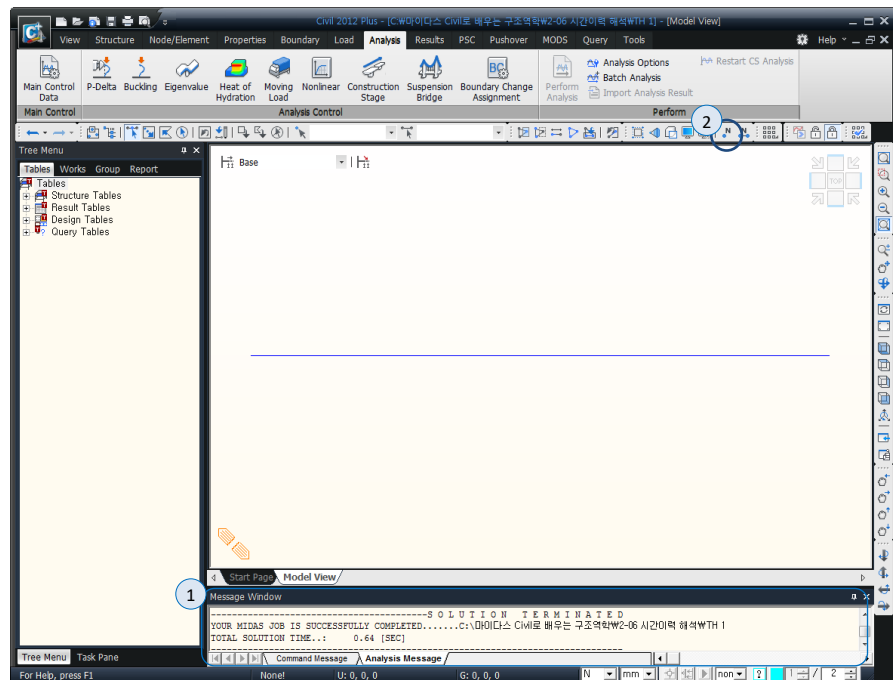 Civil 2012 Plus - [C:₩마이다스 Civil로 배우는 구조역학₩2-06 시간이력 해석₩TH 1] - [Model View]
View Structure Node/Element Properties Boundary Load Analysis Results PSC Pushover MODS Query Tools Help
Main Control Data
P-Delta
Buckling
Eigenvalue
Heat of Hydration
Moving Load
Nonlinear
Construction Stage
Suspension Bridge
Boundary Change Assignment
Perform Analysis
Analysis Options
Batch Analysis
Import Analysis Result
Restart CS Analysis
Main Control
Analysis Control
Perform
2
Tree Menu
Tables Works Group Report
Tables
Structure Tables
Result Tables
Design Tables
Query Tables
Base
TOP
Start Page Model View
1
Message Window
---------------------------------------S O L U T I O N   T E R M I N A T E D
YOUR MIDAS JOB IS SUCCESSFULLY COMPLETED.......C:\마이다스 Civil로 배우는 구조역학₩2-06 시간이력 해석₩TH 1
TOTAL SOLUTION TIME..: 0.64 [SEC]
Command Message Analysis Message
Tree Menu Task Pane
For Help, press F1
None!
U: 0, 0, 0
G: 0, 0, 0
N
mm
non
?
1 / 2